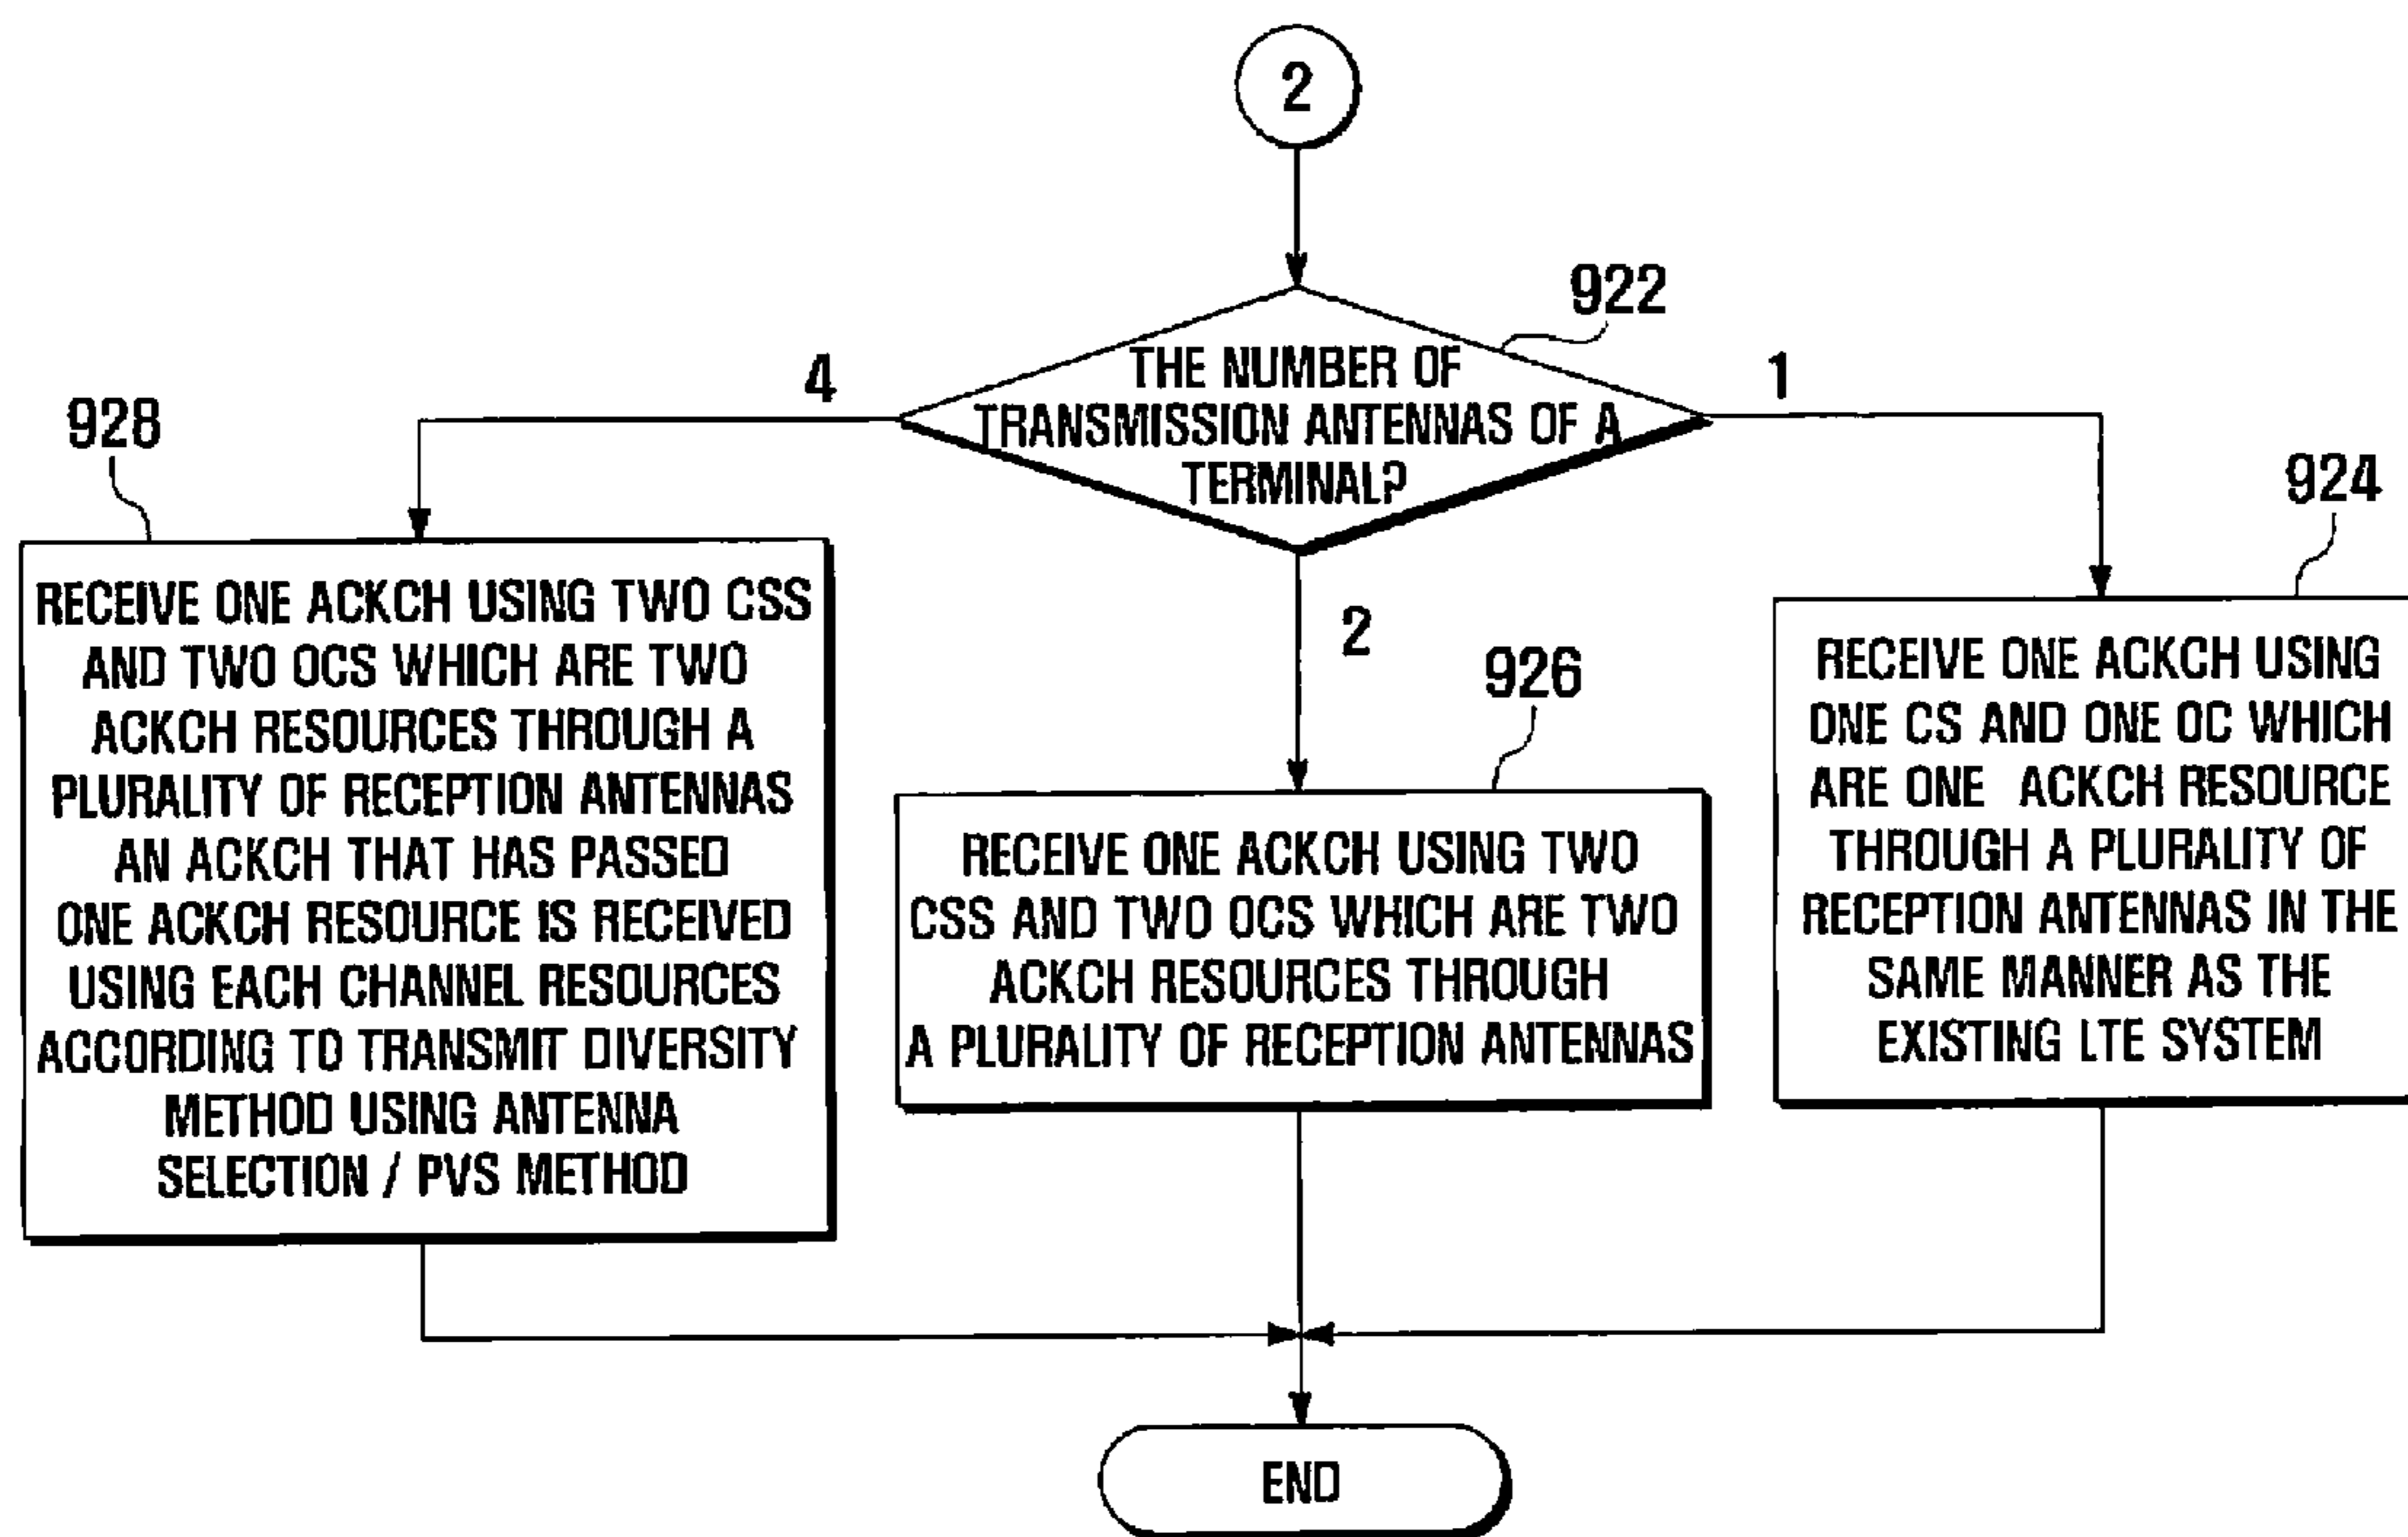 2
922
THE NUMBER OF
TRANSMISSION ANTENNAS OF A
TERMINAL?
4
1
2
928
RECEIVE ONE ACKCH USING TWO CSS
AND TWO OCS WHICH ARE TWO
ACKCH RESOURCES THROUGH A
PLURALITY OF RECEPTION ANTENNAS
AN ACKCH THAT HAS PASSED
ONE ACKCH RESOURCE IS RECEIVED
USING EACH CHANNEL RESOURCES
ACCORDING TO TRANSMIT DIVERSITY
METHOD USING ANTENNA
SELECTION / PVS METHOD
926
RECEIVE ONE ACKCH USING TWO
CSS AND TWO OCS WHICH ARE TWO
ACKCH RESOURCES THROUGH
A PLURALITY OF RECEPTION ANTENNAS
924
RECEIVE ONE ACKCH USING
ONE CS AND ONE OC WHICH
ARE ONE ACKCH RESOURCE
THROUGH A PLURALITY OF
RECEPTION ANTENNAS IN THE
SAME MANNER AS THE
EXISTING LTE SYSTEM
END